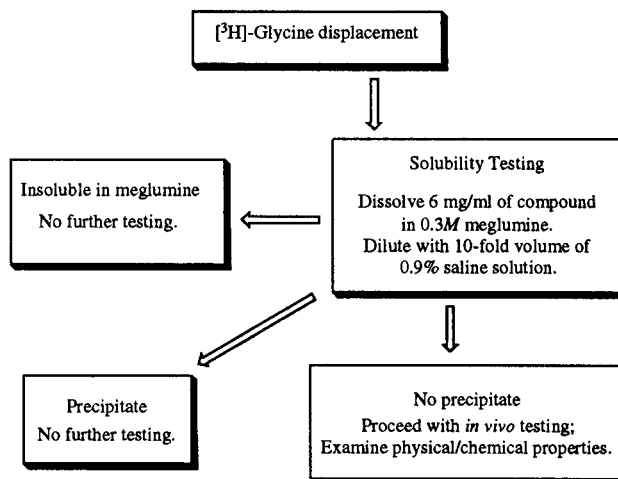 [³H]-Glycine displacement
Solubility Testing
Dissolve 6 mg/ml of compound
in 0.3M meglumine.
Dilute with 10-fold volume of
0.9% saline solution.
Insoluble in meglumine
No further testing.
Precipitate
No further testing.
No precipitate
Proceed with in vivo testing;
Examine physical/chemical properties.